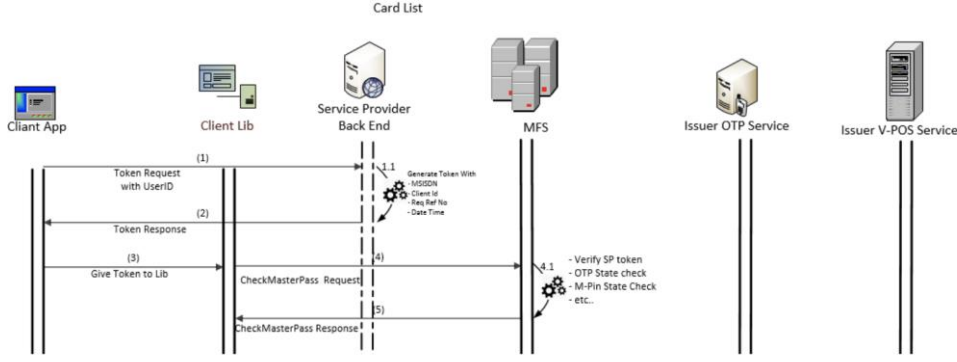 Card List
Cliant App
Client Lib
Service Provider
Back End
MFS
Issuer OTP Service
Issuer V-POS Service
(1)
Token Request
with UserID
1.1
Generate Token With
- MSISDN
- Client Id
- Req Ref No
- Date Time
(2)
Token Response
(3)
Give Token to Lib
(4)
CheckMasterPass Request
4.1
- Verify SP token
- OTP State check
- M-Pin State Check
- etc..
(5)
CheckMasterPass Response